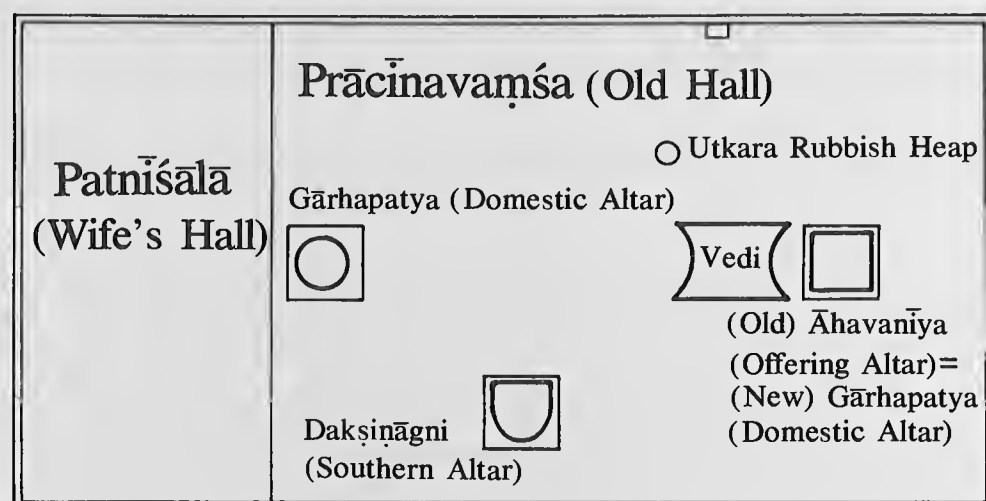 Patnīśālā
(Wife's Hall)
Prācīnavaṃśa (Old Hall)
Utkara Rubbish Heap
Gārhapatya (Domestic Altar)
Vedi
(Old) Āhavanīya
(Offering Altar)=
(New) Gārhapatya
(Domestic Altar)
Dakṣiṇāgni
(Southern Altar)